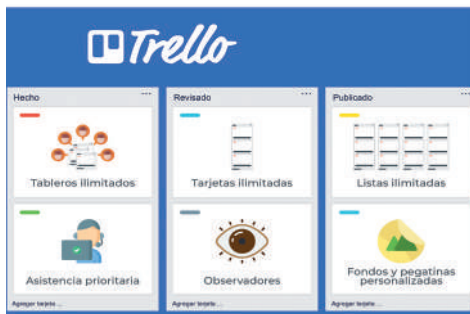 Trello
Hecho
Revisado
Publicado
Tableros ilimitados
Tarjetas ilimitadas
Listas ilimitadas
Asistencia prioritaria
Observadores
Fondos y pegatinas
personalizadas
Agregar tarjeta ...
Agregar tarjeta ...
Agregar tarjeta ...